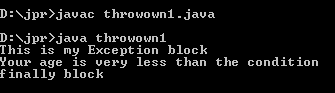 D:\jpr>javac throwown1.java
D:\jpr>java throwown1
This is my Exception block
Your age is very less than the condition
finally block